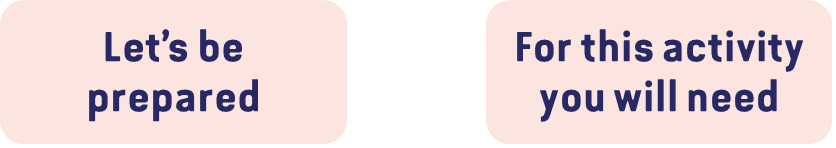 Let's be
prepared
For this activity
you will need